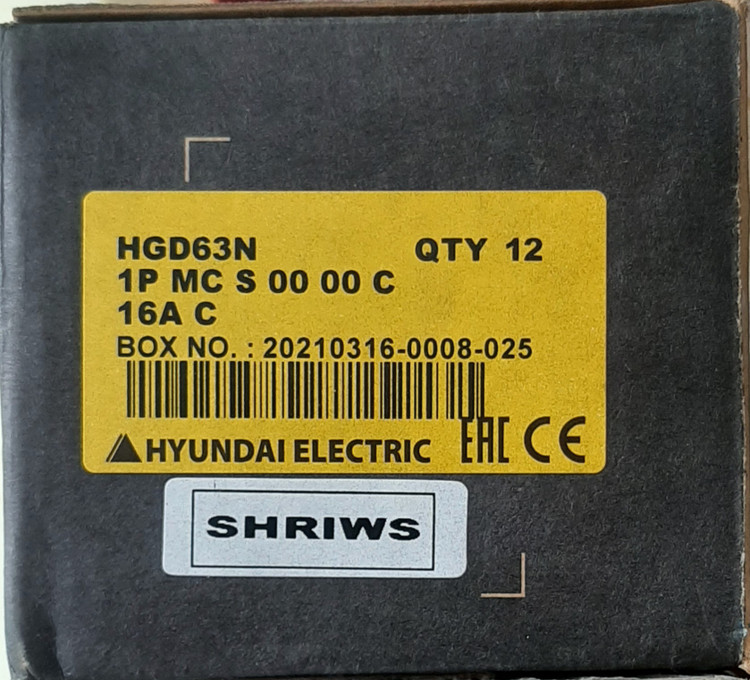 HGD63N QTY 12
1P MC S 00 00 C
16A C
BOX NO. : 20210316-0008-025
HYUNDAI ELECTRIC EAC CE
SHRIWS